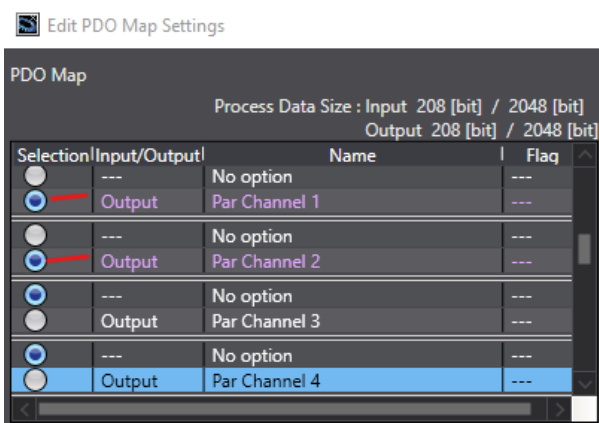 Edit PDO Map Settings
PDO Map
Process Data Size : Input 208 [bit] / 2048 [bit]
Output 208 [bit] / 2048 [bit]
Selection Input/Output Name Flag
--- No option ---
Output Par Channel 1 ---
--- No option ---
Output Par Channel 2 ---
--- No option ---
Output Par Channel 3 ---
--- No option ---
Output Par Channel 4 ---